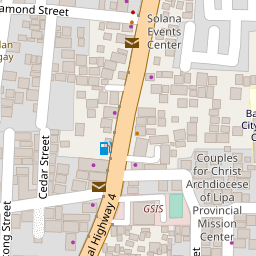 amond Street
Solana
Events
Center
lan
gay
Ba
City
C
Cedar Street
Couples for
Christ
Archdiocese
of Lipa
Provincial
Mission
Center
GSIS
al Highway 4
ong Street